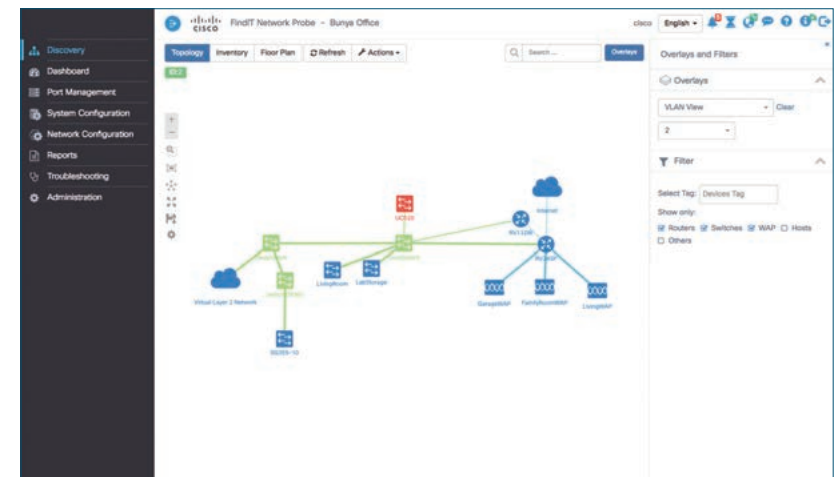 CISCO
FindIT Network Probe - Bunya Office
cisco
English
Discovery
Dashboard
Port Management
System Configuration
Network Configuration
Reports
Troubleshooting
Administration
Topology
Inventory
Floor Plan
Refresh
Actions
Search ...
Overlays
Overlays and Filters
Overlays
VLAN View
Clear
2
Filter
Select Tag:
Devices Tag
Show only:
Routers
Switches
WAP
Hosts
Others
Internet
LivingRoom
LabStorage
Virtual Layer 2 Network
GarageWAP
FamilyRoomWAP
LivingWAP